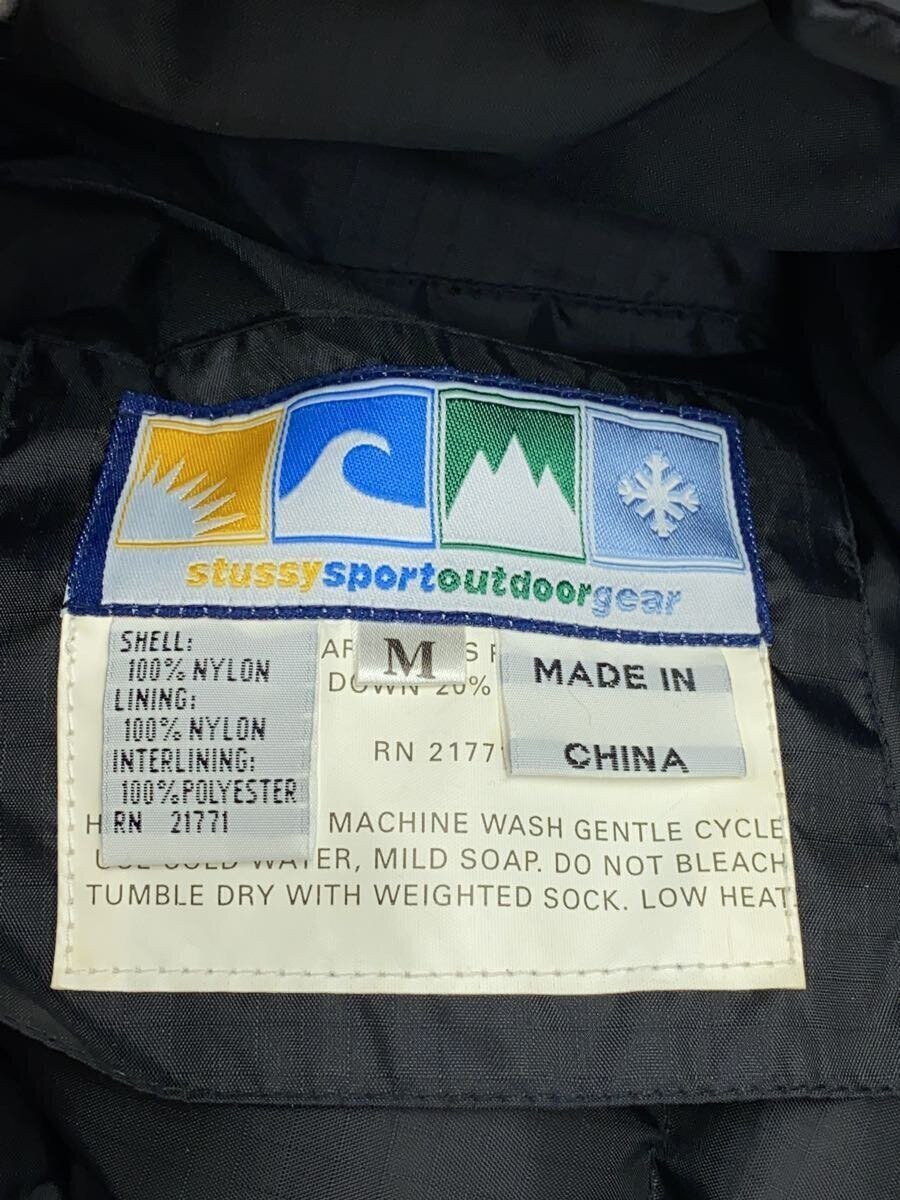 stussysportoutdoorgear
SHELL:
100% NYLON
LINING:
100% NYLON
INTERLINING:
100% POLYESTER
RN 21771
M
MADE IN
CHINA
DOWN 20%
RN 2177
MACHINE WASH GENTLE CYCLE
COLD WATER, MILD SOAP. DO NOT BLEACH
TUMBLE DRY WITH WEIGHTED SOCK. LOW HEAT.